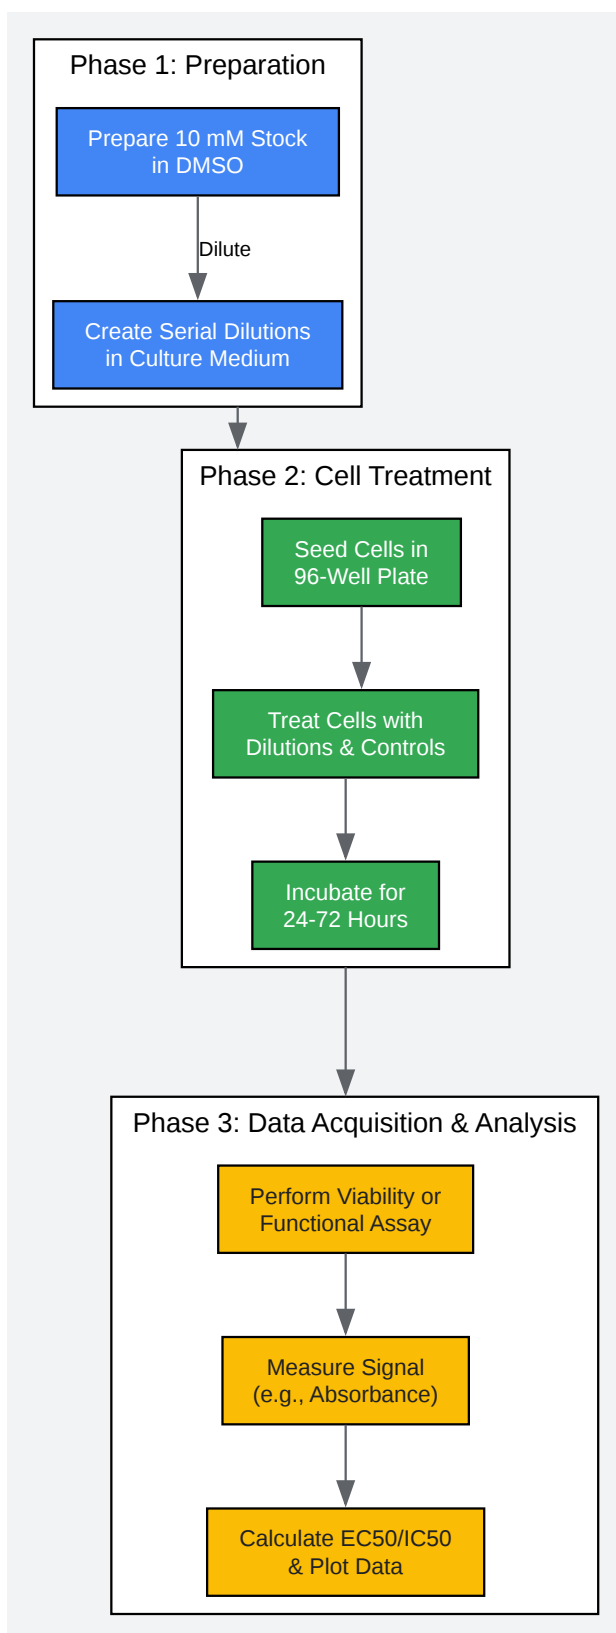 Phase 1: Preparation
Prepare 10 mM Stock
in DMSO
Dilute
Create Serial Dilutions
in Culture Medium
Phase 2: Cell Treatment
Seed Cells in
96-Well Plate
Treat Cells with
Dilutions & Controls
Incubate for
24-72 Hours
Phase 3: Data Acquisition & Analysis
Perform Viability or
Functional Assay
Measure Signal
(e.g., Absorbance)
Calculate EC50/IC50
& Plot Data